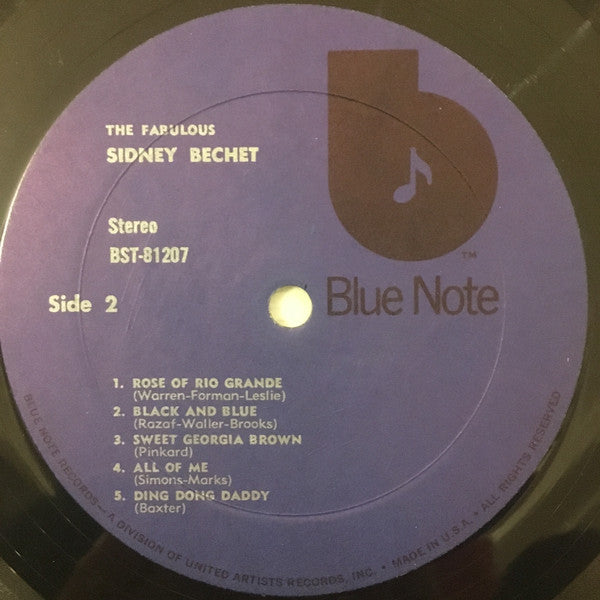 THE FABULOUS
SIDNEY BECHET
Stereo
BST-81207
Side 2
TM
Blue Note
1. ROSE OF RIO GRANDE
(Warren-Forman-Leslie)
2. BLACK AND BLUE
(Razaf-Waller-Brooks)
3. SWEET GEORGIA BROWN
(Pinkard)
4. ALL OF ME
(Simons-Marks)
5. DING DONG DADDY
(Baxter)
BLUE NOTE RECORDS—A DIVISION OF UNITED ARTISTS RECORDS, INC. • MADE IN U.S.A. • ALL RIGHTS RESERVED